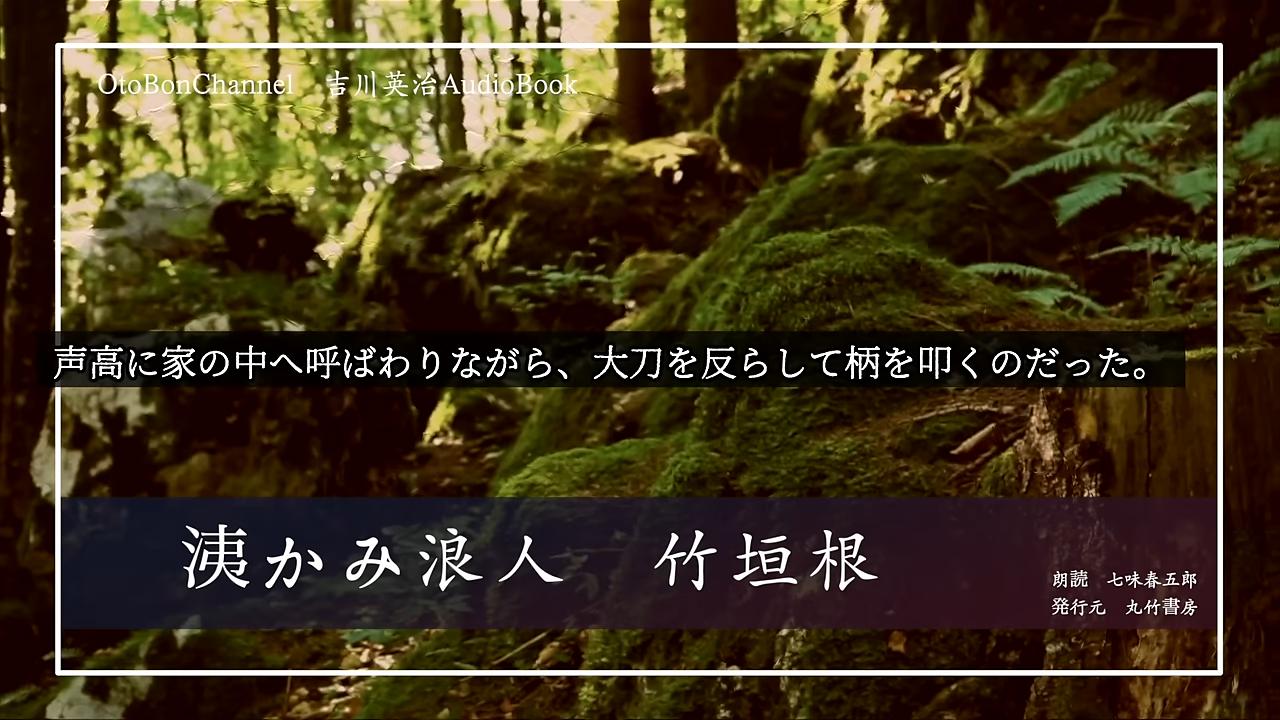 OtoBonChannel　吉川英治AudioBook
声高に家の中へ呼ばわりながら、大刀を反らして柄を叩くのだった。
洟かみ浪人　竹垣根
朗読　七味春五郎
発行元　丸竹書房